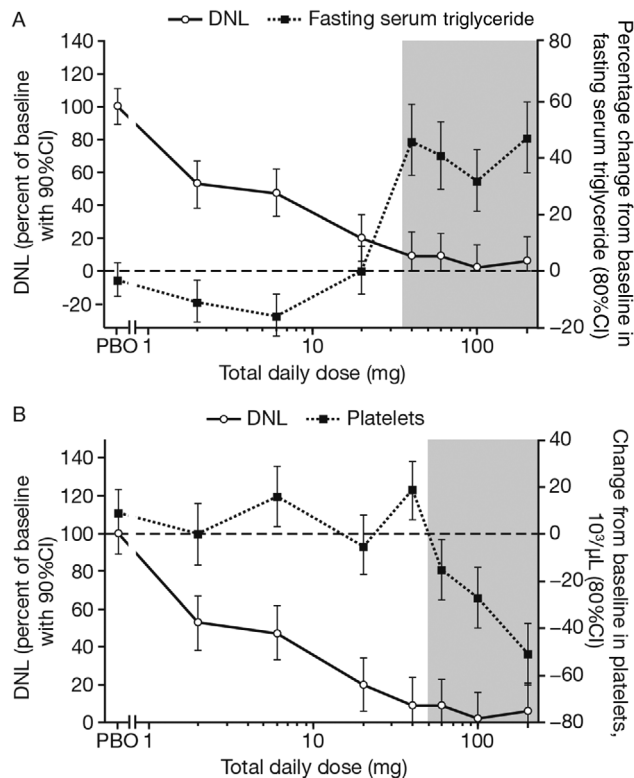 A
DNL
Fasting serum triglyceride
DNL (percent of baseline
with 90%CI)
140
120
100
80
60
40
20
0
-20
80
60
40
20
0
−20
Percentage change from baseline in
fasting serum triglyceride (80%CI)
PBO 1 10 100
Total daily dose (mg)
B
DNL
Platelets
DNL (percent of baseline
with 90%CI)
140
120
100
80
60
40
20
0
40
20
0
−20
−40
−60
−80
Change from baseline in platelets,
10³/µL (80%CI)
PBO 1 10 100
Total daily dose (mg)